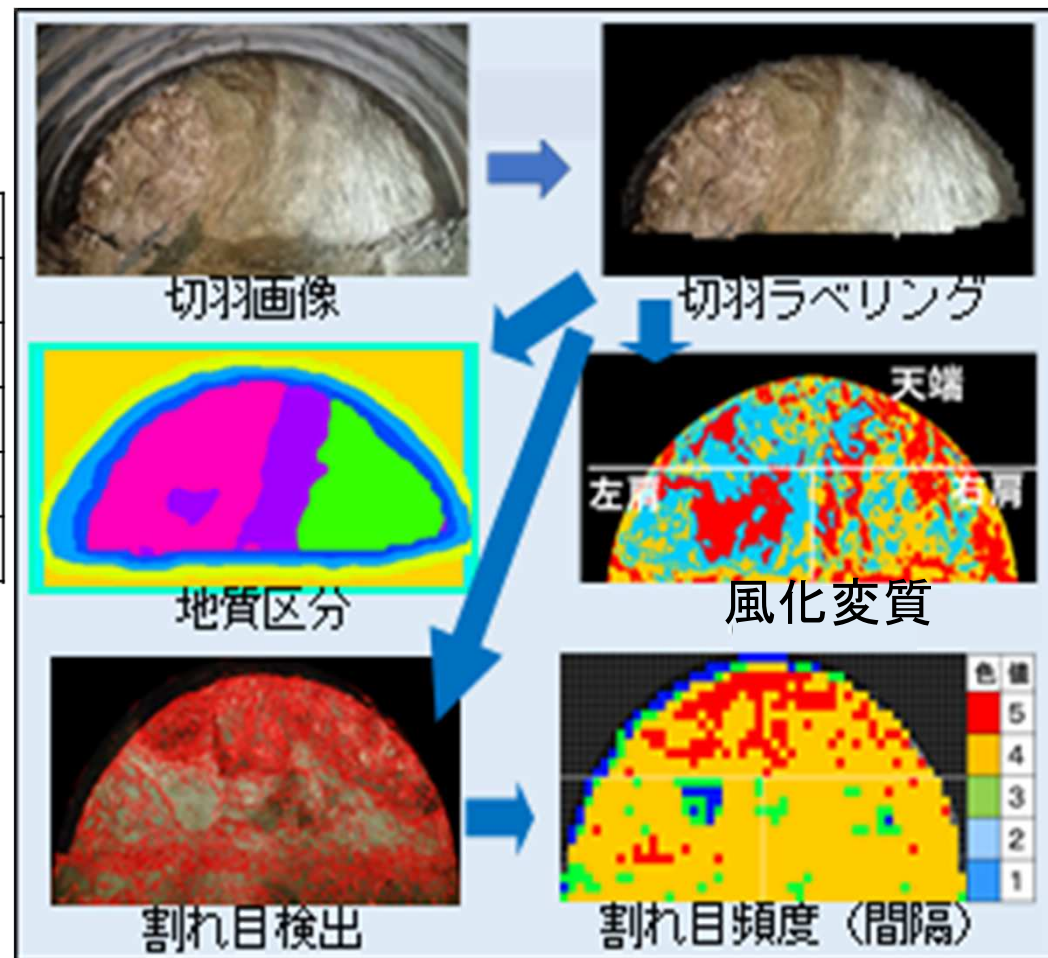 切羽画像
切羽ラベリング
天端
左肩
右肩
地質区分
風化変質
色 値
5
4
3
2
1
割れ目検出
割れ目頻度（間隔）